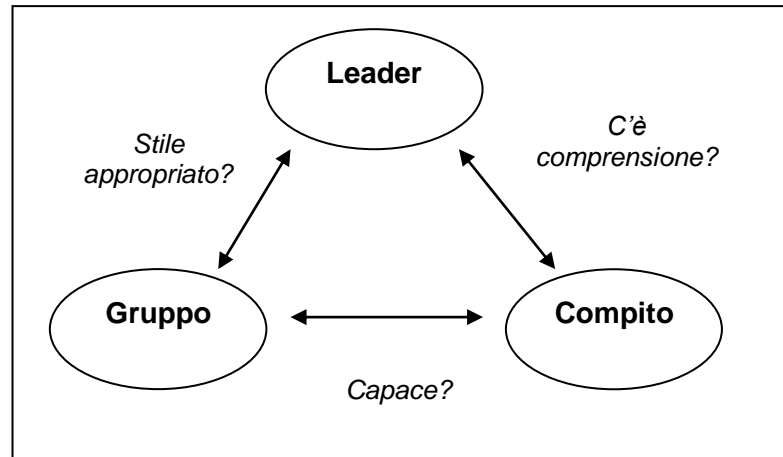 Leader
Stile
appropriato?
C'è
comprensione?
Gruppo
Compito
Capace?